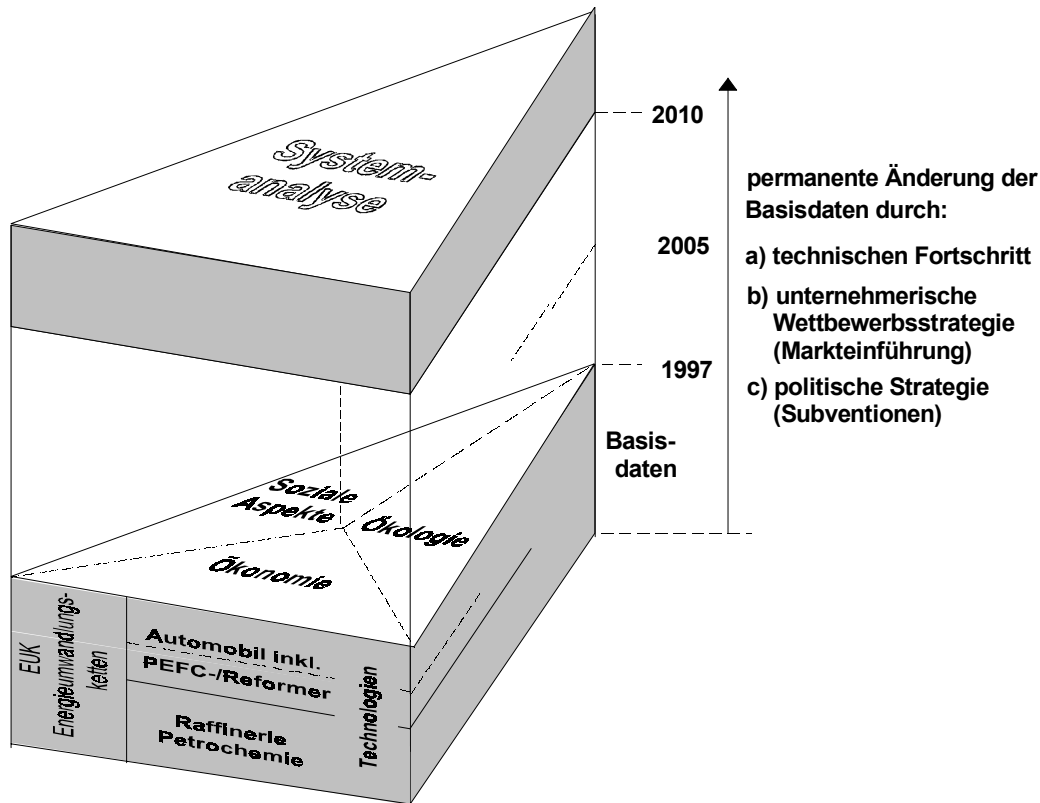 System-
analyse
2010
2005
1997
permanente Änderung der
Basisdaten durch:
a) technischen Fortschritt
b) unternehmerische
Wettbewerbsstrategie
(Markteinführung)
c) politische Strategie
(Subventionen)
Basis-
daten
Soziale
Aspekte
Ökologie
Ökonomie
EUK
Energieumwandlungs-
ketten
Automobil inkl.
PEFC-/Reformer
Raffinerie
Petrochemie
Technologien